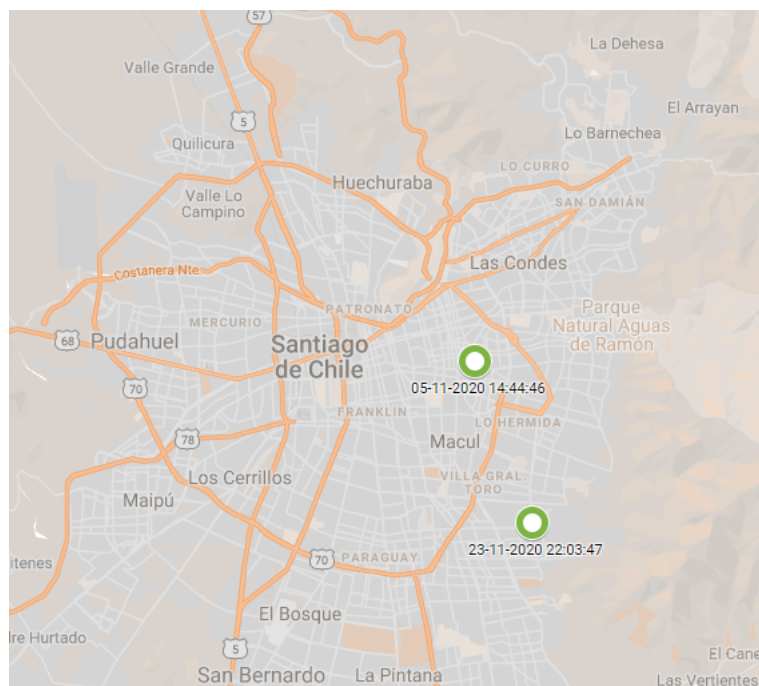 57
La Dehesa
Valle Grande
El Arrayan
5
Lo Barnechea
Quilicura
LO CURRO
Huechuraba
Valle Lo
Campino
SAN DAMIÁN
Las Condes
Costanera Nte
PATRONATO
Parque
Natural Aguas
de Ramón
MERCURIO
68
Pudahuel
Santiago
de Chile
70
05-11-2020 14:44:46
FRANKLIN
LO HERMIDA
78
Macul
Los Cerrillos
VILLA GRAL.
TORO
Maipú
23-11-2020 22:03:47
70
PARAGUAY
itenes
El Bosque
dre Hurtado
5
El Cane
San Bernardo
La Pintana
Las Vertientes